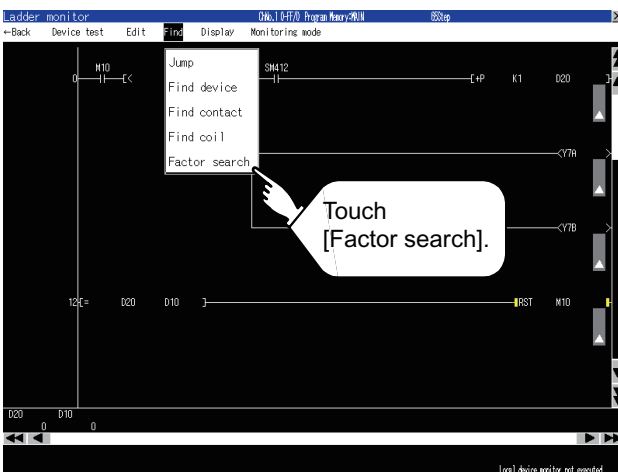 Ladder monitor ChNo.1 0-FF/0 Program Memory:MAIN 65Step
←Back Device test Edit Find Display Monitoring mode
Jump
Find device
Find contact
Find coil
Factor search
0 M10 [< SM412 [+P K1 D20 ]
<Y7A >
Touch
[Factor search].
<Y7B >
12 [= D20 D10 ] RST M10
D20 D10
0 0
Local device monitor not executed